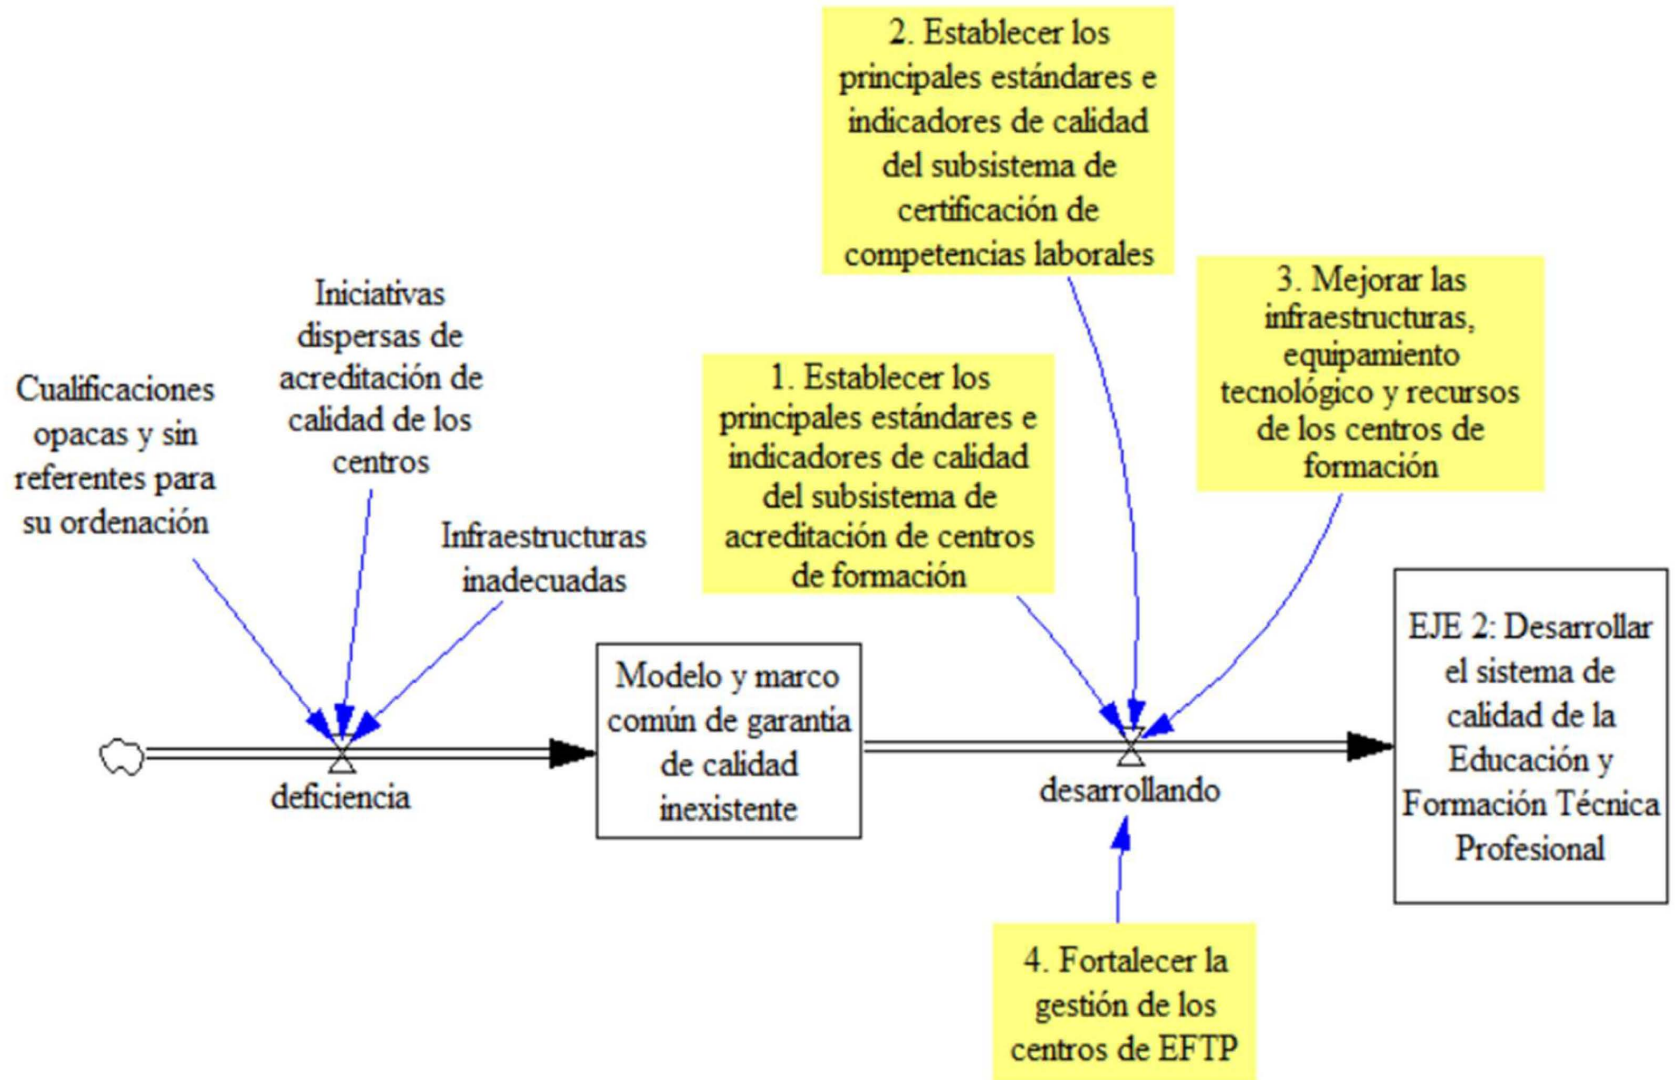 Cualificaciones
opacas y sin
referentes para
su ordenación
Iniciativas
dispersas de
acreditación de
calidad de los
centros
Infraestructuras
inadecuadas
deficiencia
Modelo y marco
común de garantía
de calidad
inexistente
1. Establecer los
principales estándares e
indicadores de calidad
del subsistema de
acreditación de centros
de formación
2. Establecer los
principales estándares e
indicadores de calidad
del subsistema de
certificación de
competencias laborales
3. Mejorar las
infraestructuras,
equipamiento
tecnológico y recursos
de los centros de
formación
desarrollando
4. Fortalecer la
gestión de los
centros de EFTP
EJE 2: Desarrollar
el sistema de
calidad de la
Educación y
Formación Técnica
Profesional